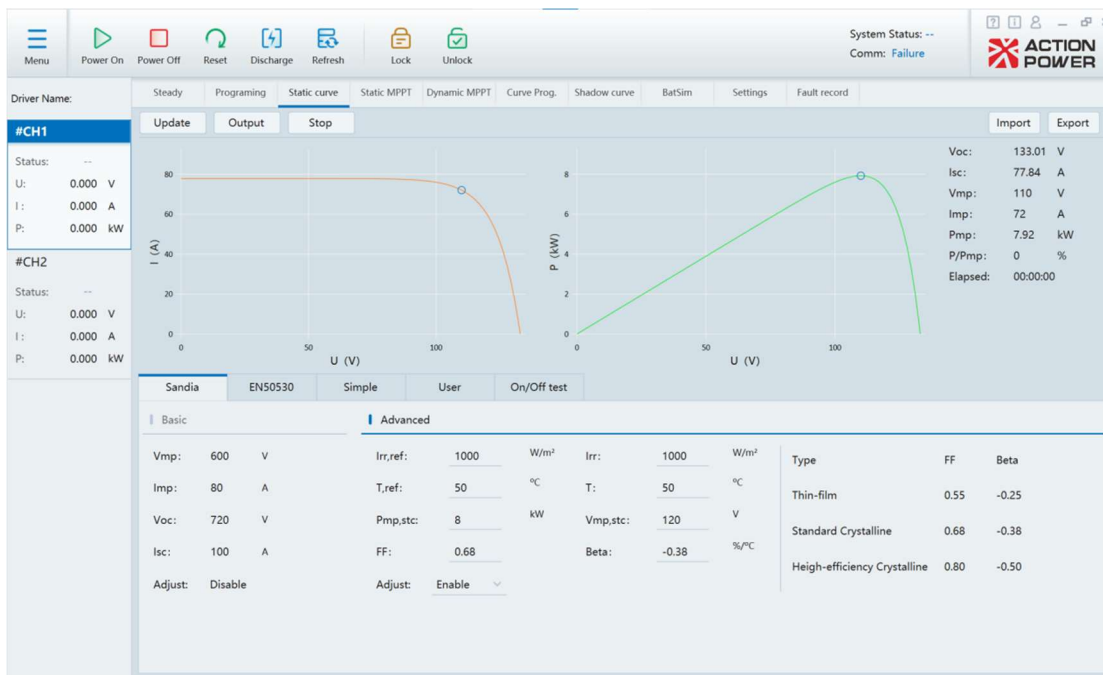 System Status: --
Comm: Failure
ACTION
POWER
Menu Power On Power Off Reset Discharge Refresh Lock Unlock
Driver Name:
#CH1
Status: --
U: 0.000 V
I: 0.000 A
P: 0.000 kW
#CH2
Status: --
U: 0.000 V
I: 0.000 A
P: 0.000 kW
Steady Programing Static curve Static MPPT Dynamic MPPT Curve Prog. Shadow curve BatSim Settings Fault record
Update Output Stop Import Export
80
60
40
20
0
I (A)
0 50 100
U (V)
8
6
4
2
0
P (kW)
0 50 100
U (V)
Voc: 133.01 V
Isc: 77.84 A
Vmp: 110 V
Imp: 72 A
Pmp: 7.92 kW
P/Pmp: 0 %
Elapsed: 00:00:00
Sandia EN50530 Simple User On/Off test
Basic
Vmp: 600 V
Imp: 80 A
Voc: 720 V
Isc: 100 A
Adjust: Disable
Advanced
Irr,ref: 1000 W/m² Irr: 1000 W/m²
T,ref: 50 ºC T: 50 ºC
Pmp,stc: 8 kW Vmp,stc: 120 V
FF: 0.68 Beta: -0.38 %/ºC
Adjust: Enable
Type FF Beta
Thin-film 0.55 -0.25
Standard Crystalline 0.68 -0.38
Heigh-efficiency Crystalline 0.80 -0.50